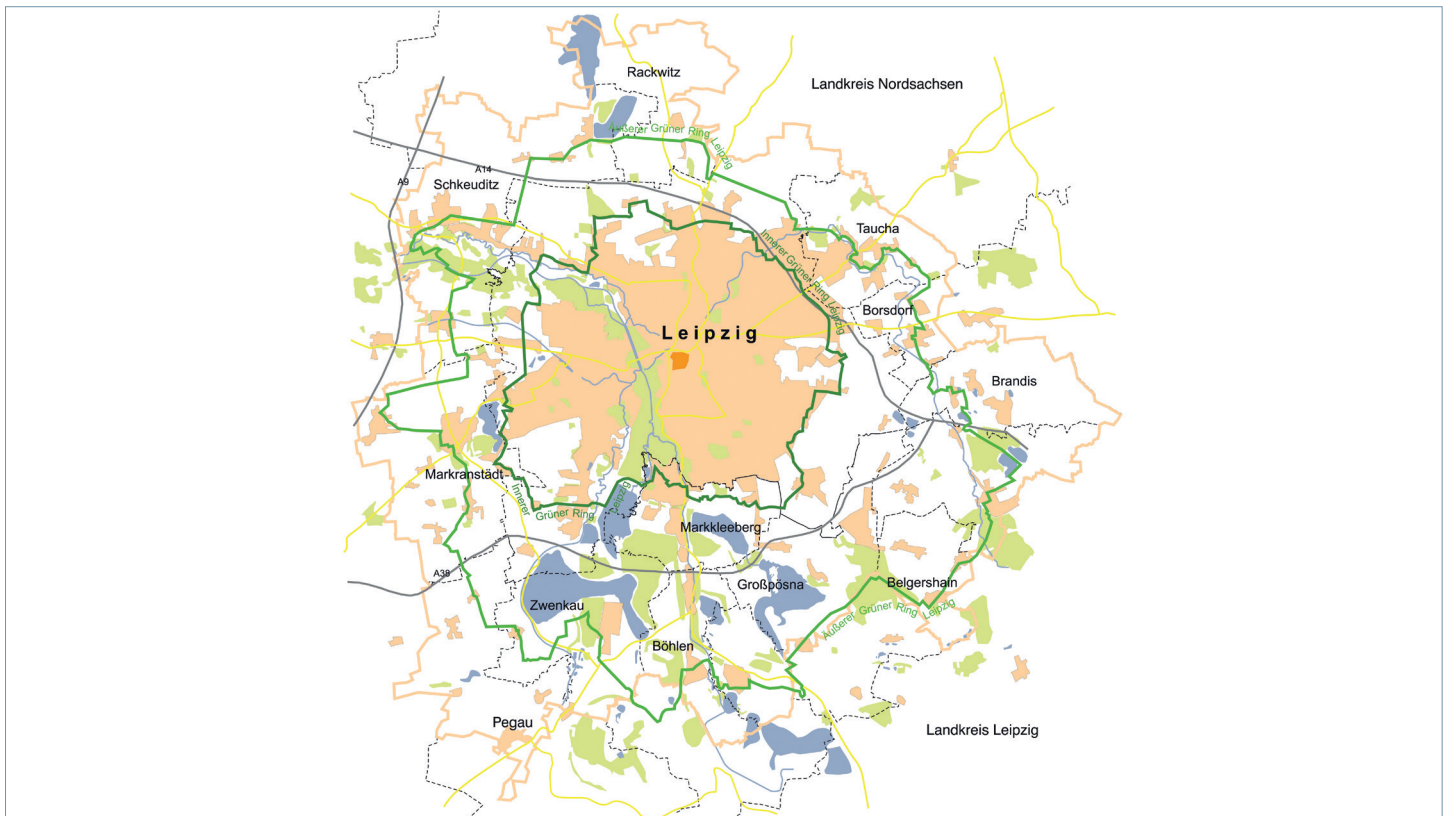 Rackwitz
Landkreis Nordsachsen
Äußerer Grüner Ring Leipzig
A14
A9
Schkeuditz
Taucha
Innerer Grüner Ring Leipzig
Borsdorf
Leipzig
Brandis
Markranstädt
Innerer Grüner Ring Leipzig
Markkleeberg
A38
Großpösna
Belgershain
Zwenkau
Äußerer Grüner Ring Leipzig
Böhlen
Pegau
Landkreis Leipzig